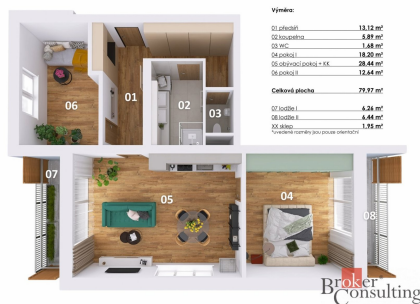 Výměra:
01 předsíň 13,12 m²
02 koupelna 5,89 m²
03 WC 1,68 m²
04 pokoj I 18,20 m²
05 obývací pokoj + KK 28,44 m²
06 pokoj II 12,64 m²
Celková plocha 79,97 m²
07 lodžie I 6,26 m²
08 lodžie II 6,44 m²
XX sklep 1,95 m²
*uvedené rozměry jsou pouze orientační
06
01
02
03
07
05
04
08
Broker
Consulting